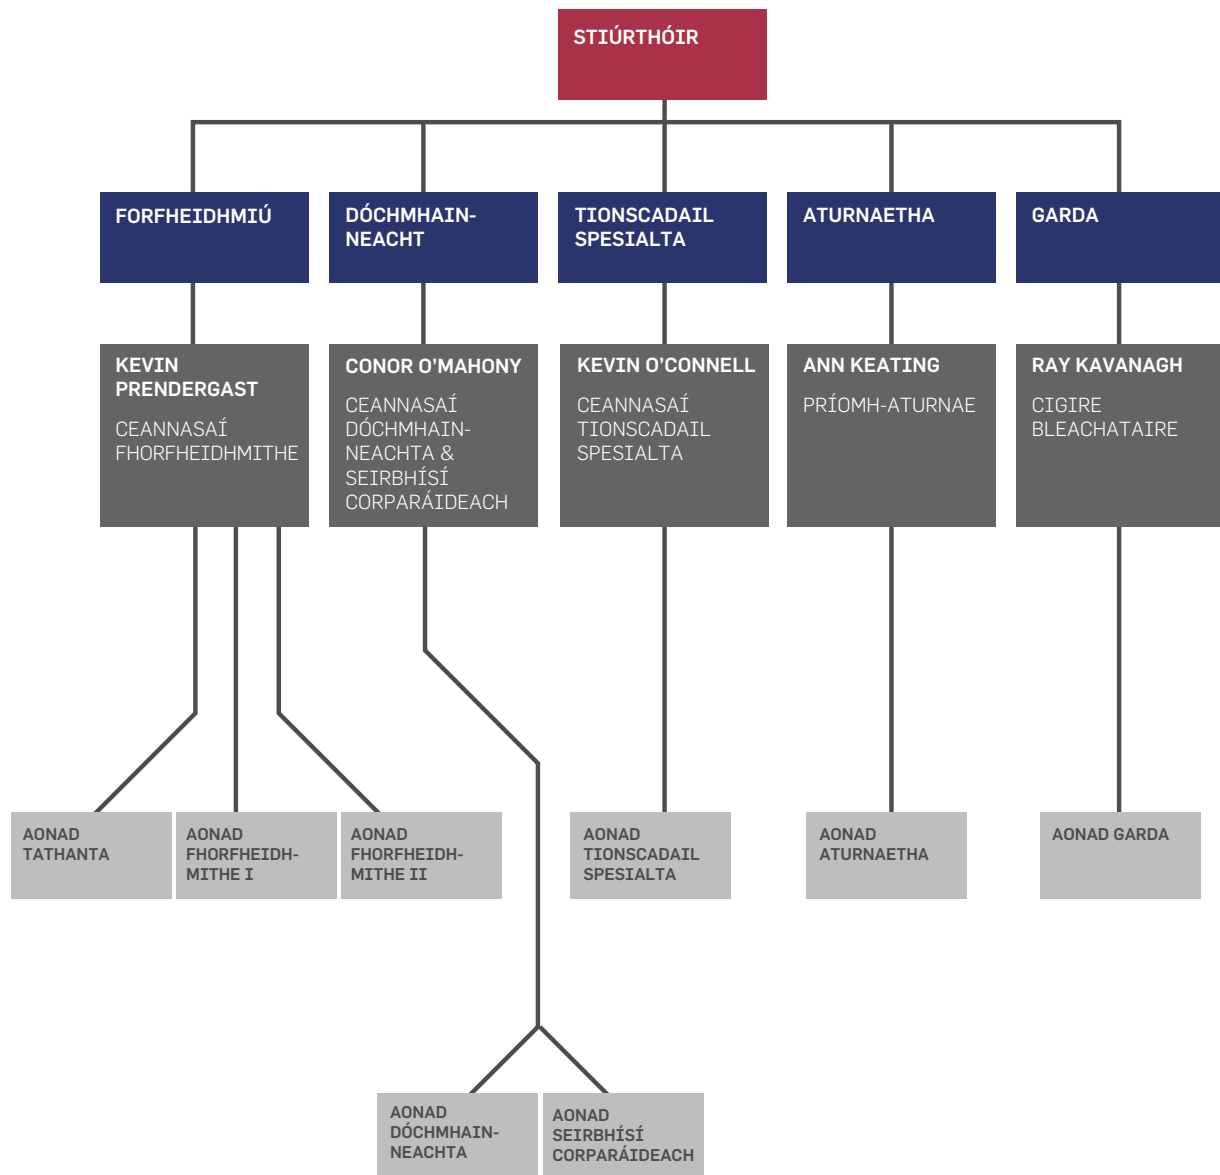 STIÚRTHÓIR
FORFHEIDHMIÚ
DÓCHMHAIN-
NEACHT
TIONSCADAIL
SPESIALTA
ATURNAETHA
GARDA
KEVIN
PRENDERGAST
CEANNASAÍ
FHORFHEIDHMITHE
CONOR O’MAHONY
CEANNASAÍ
DÓCHMHAIN-
NEACHTA &
SEIRBHÍSÍ
CORPARÁIDEACH
KEVIN O’CONNELL
CEANNASAÍ
TIONSCADAIL
SPESIALTA
ANN KEATING
PRÍOMH-ATURNAE
RAY KAVANAGH
CIGIRE
BLEACHATAIRE
AONAD
TATHANTA
AONAD
FHORFHEIDH-
MITHE I
AONAD
FHORFHEIDH-
MITHE II
AONAD
TIONSCADAIL
SPESIALTA
AONAD
ATURNAETHA
AONAD GARDA
AONAD
DÓCHMHAIN-
NEACHTA
AONAD
SEIRBHÍSÍ
CORPARÁIDEACH